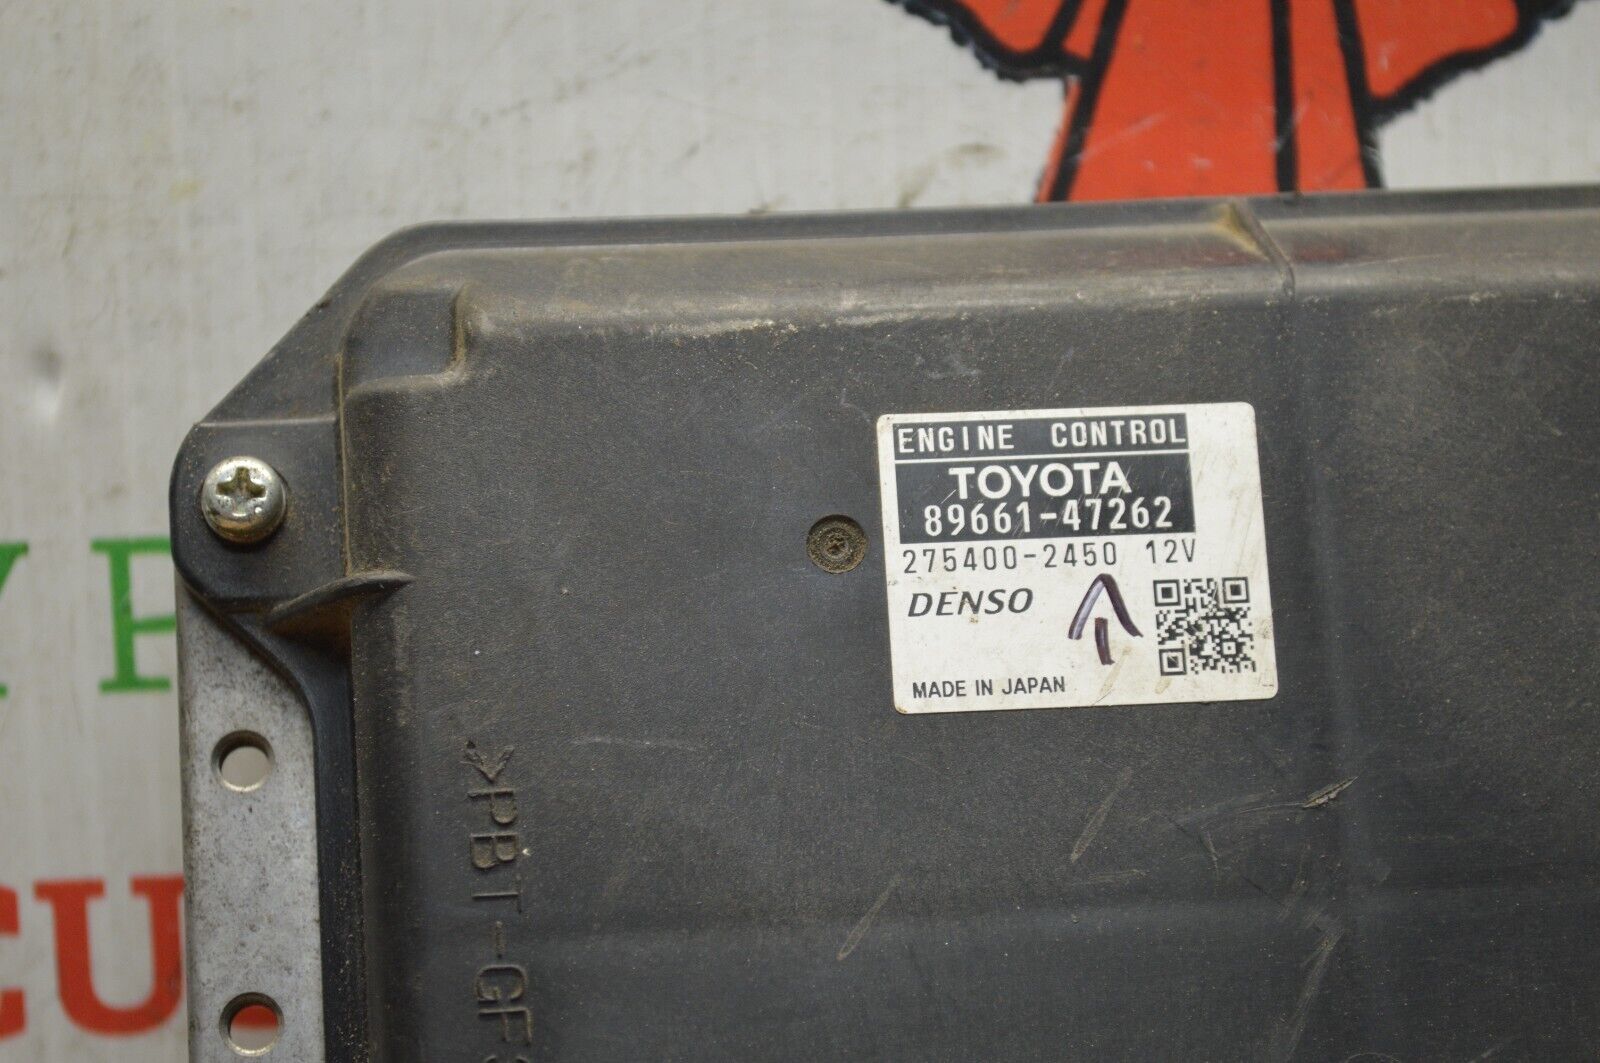 ENGINE CONTROL
TOYOTA
89661-47262
275400-2450 12V
DENSO
MADE IN JAPAN
>PBT-GF